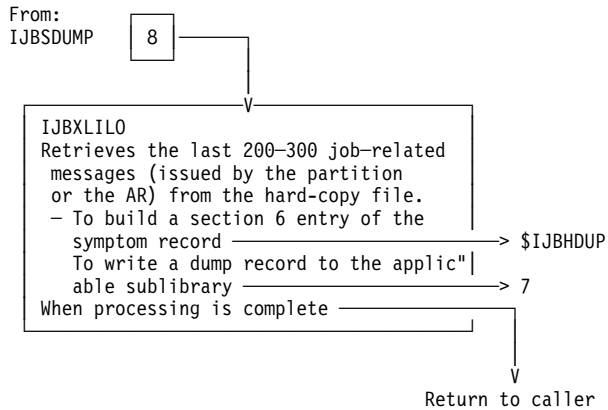 From:
IJBSDUMP 8
V
IJBXLILO
Retrieves the last 200–300 job–related
messages (issued by the partition
or the AR) from the hard-copy file.
– To build a section 6 entry of the
symptom record > $IJBHDUP
To write a dump record to the applic"
able sublibrary > 7
When processing is complete
V
Return to caller